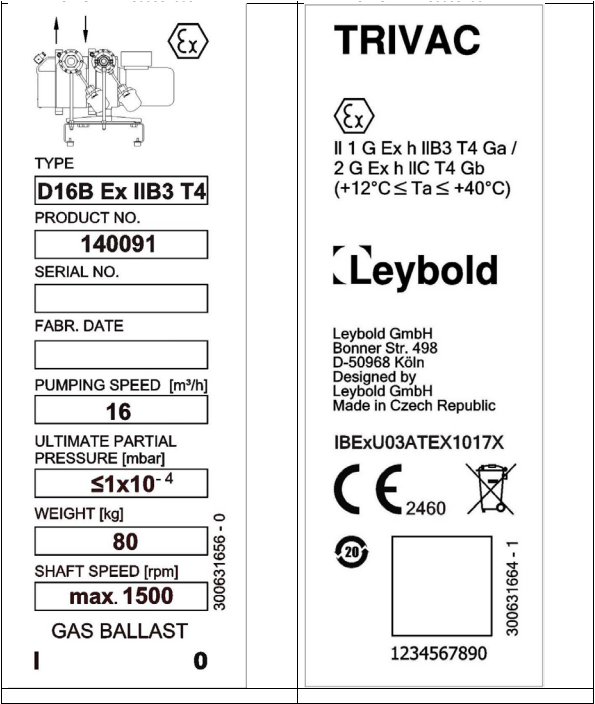 Ex
TYPE
D16B Ex IIB3 T4
PRODUCT NO.
140091
SERIAL NO.
FABR. DATE
PUMPING SPEED [m³/h]
16
ULTIMATE PARTIAL
PRESSURE [mbar]
≤1x10⁻⁴
WEIGHT [kg]
80
SHAFT SPEED [rpm]
max. 1500
GAS BALLAST
I 0
300631656 - 0
TRIVAC
Ex
II 1 G Ex h IIB3 T4 Ga /
2 G Ex h IIC T4 Gb
(+12°C ≤ Ta ≤ +40°C)
Leybold
Leybold GmbH
Bonner Str. 498
D-50968 Köln
Designed by
Leybold GmbH
Made in Czech Republic
IBExU03ATEX1017X
CE 2460
20
300631664 - 1
1234567890